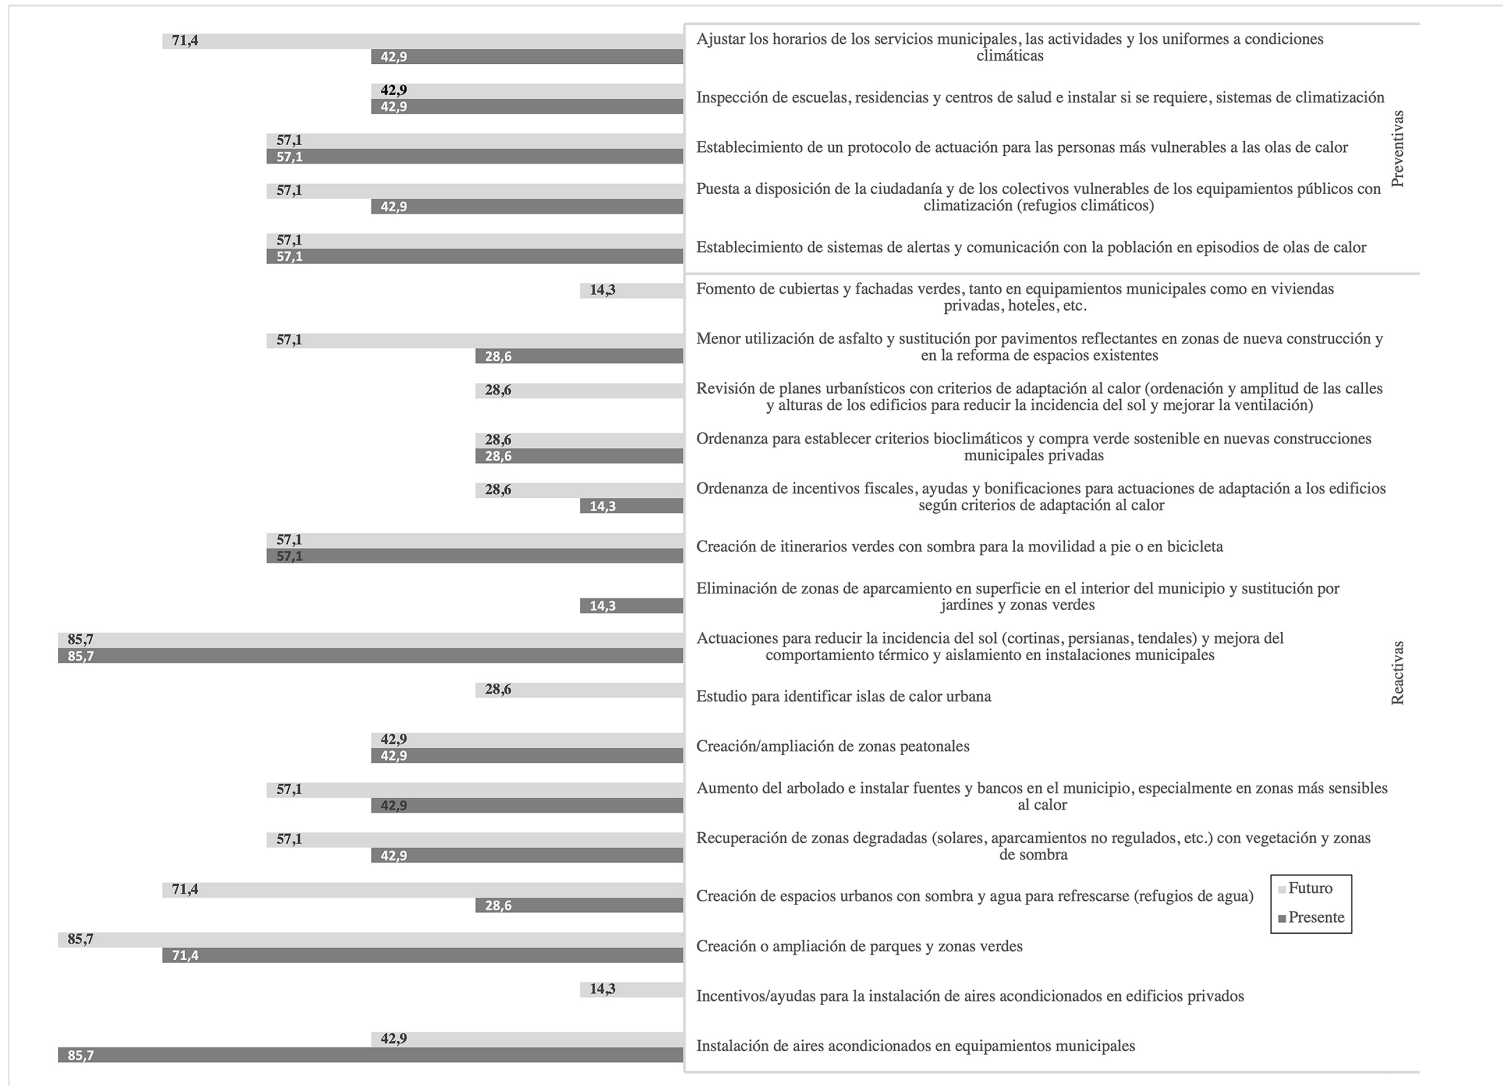 71,4
42,9
Ajustar los horarios de los servicios municipales, las actividades y los uniformes a condiciones
climáticas
42,9
42,9
Inspección de escuelas, residencias y centros de salud e instalar si se requiere, sistemas de climatización
57,1
57,1
Establecimiento de un protocolo de actuación para las personas más vulnerables a las olas de calor
57,1
42,9
Puesta a disposición de la ciudadanía y de los colectivos vulnerables de los equipamientos públicos con
climatización (refugios climáticos)
57,1
57,1
Establecimiento de sistemas de alertas y comunicación con la población en episodios de olas de calor
Preventivas
14,3
Fomento de cubiertas y fachadas verdes, tanto en equipamientos municipales como en viviendas
privadas, hoteles, etc.
57,1
28,6
Menor utilización de asfalto y sustitución por pavimentos reflectantes en zonas de nueva construcción y
en la reforma de espacios existentes
28,6
Revisión de planes urbanísticos con criterios de adaptación al calor (ordenación y amplitud de las calles
y alturas de los edificios para reducir la incidencia del sol y mejorar la ventilación)
28,6
28,6
Ordenanza para establecer criterios bioclimáticos y compra verde sostenible en nuevas construcciones
municipales privadas
28,6
14,3
Ordenanza de incentivos fiscales, ayudas y bonificaciones para actuaciones de adaptación a los edificios
según criterios de adaptación al calor
57,1
57,1
Creación de itinerarios verdes con sombra para la movilidad a pie o en bicicleta
14,3
Eliminación de zonas de aparcamiento en superficie en el interior del municipio y sustitución por
jardines y zonas verdes
85,7
85,7
Actuaciones para reducir la incidencia del sol (cortinas, persianas, tendales) y mejora del
comportamiento térmico y aislamiento en instalaciones municipales
28,6
Estudio para identificar islas de calor urbana
42,9
42,9
Creación/ampliación de zonas peatonales
57,1
42,9
Aumento del arbolado e instalar fuentes y bancos en el municipio, especialmente en zonas más sensibles
al calor
57,1
42,9
Recuperación de zonas degradadas (solares, aparcamientos no regulados, etc.) con vegetación y zonas
de sombra
71,4
28,6
Creación de espacios urbanos con sombra y agua para refrescarse (refugios de agua)
85,7
71,4
Creación o ampliación de parques y zonas verdes
14,3
Incentivos/ayudas para la instalación de aires acondicionados en edificios privados
42,9
85,7
Instalación de aires acondicionados en equipamientos municipales
Reactivas
Futuro
Presente